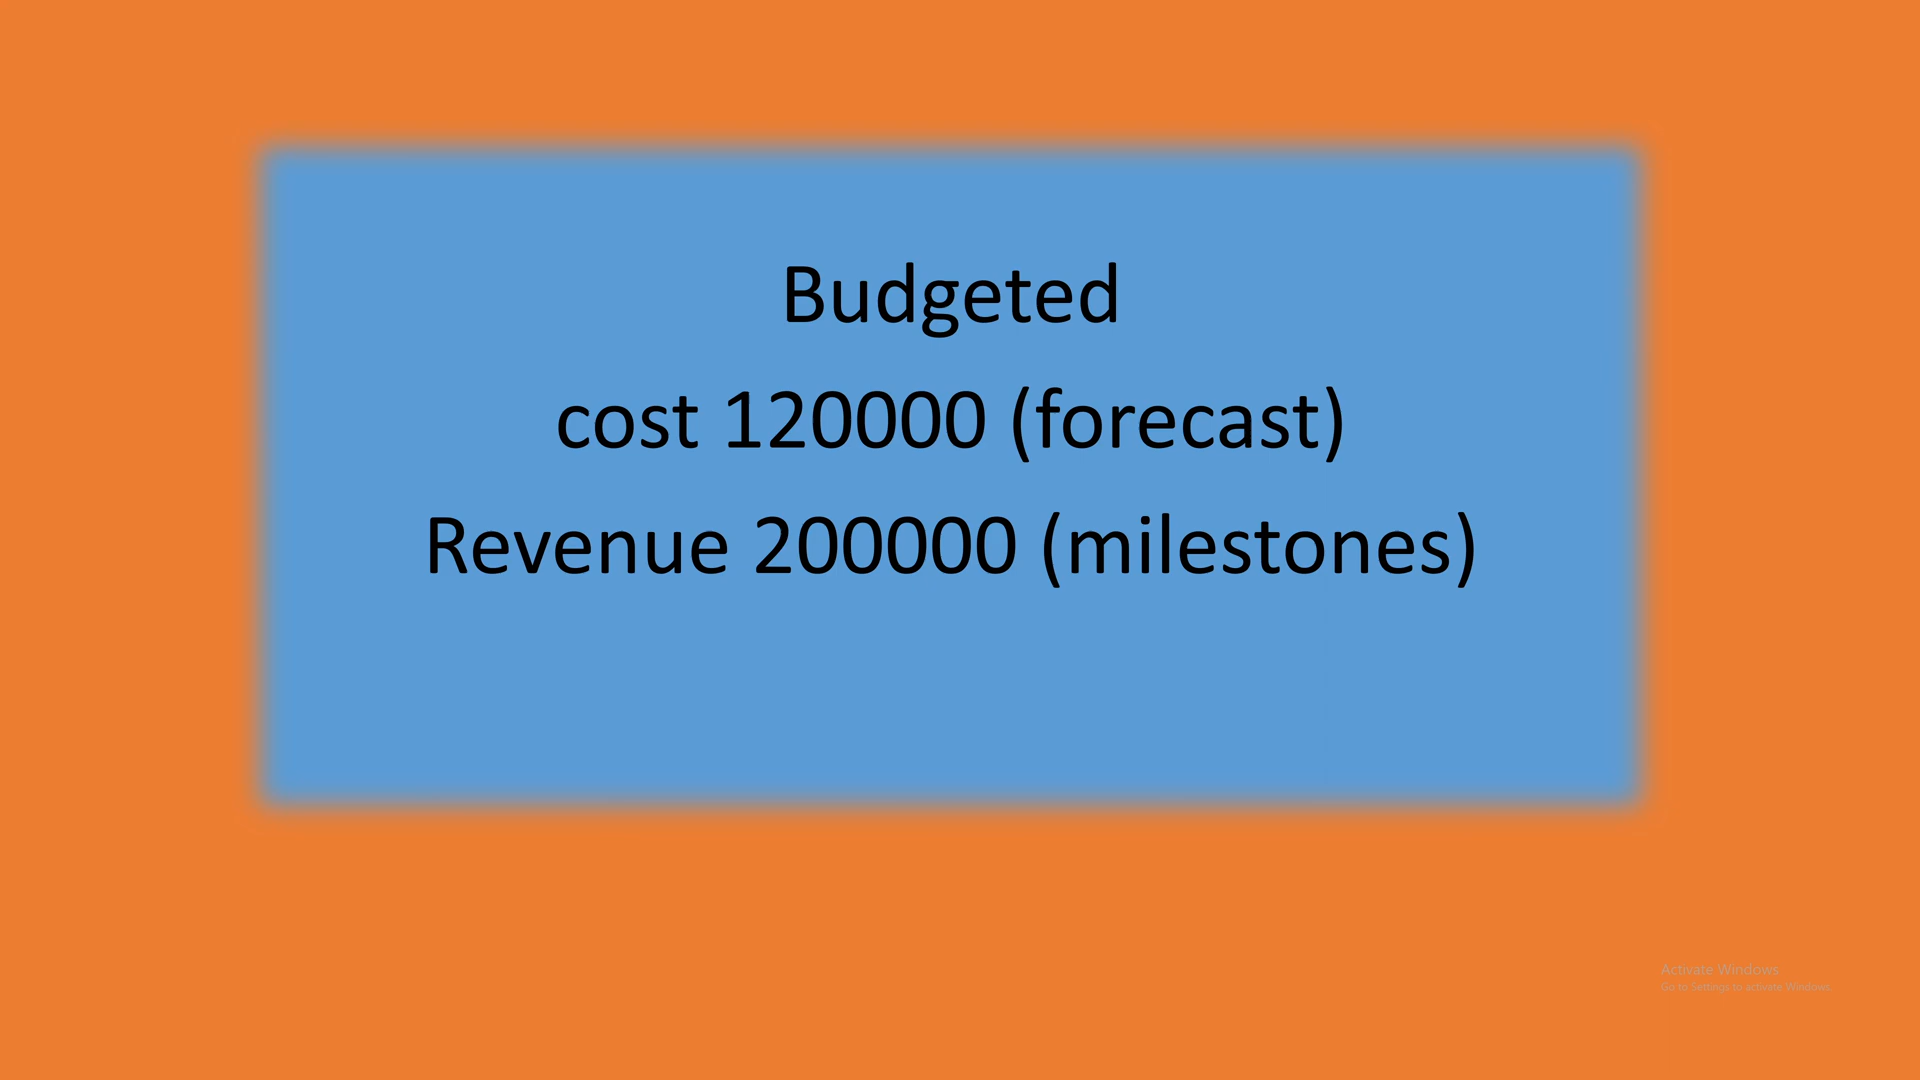 Budgeted
cost 120000 (forecast)
Revenue 200000 (milestones)
Activate Windows
Go to Settings to activate Windows.